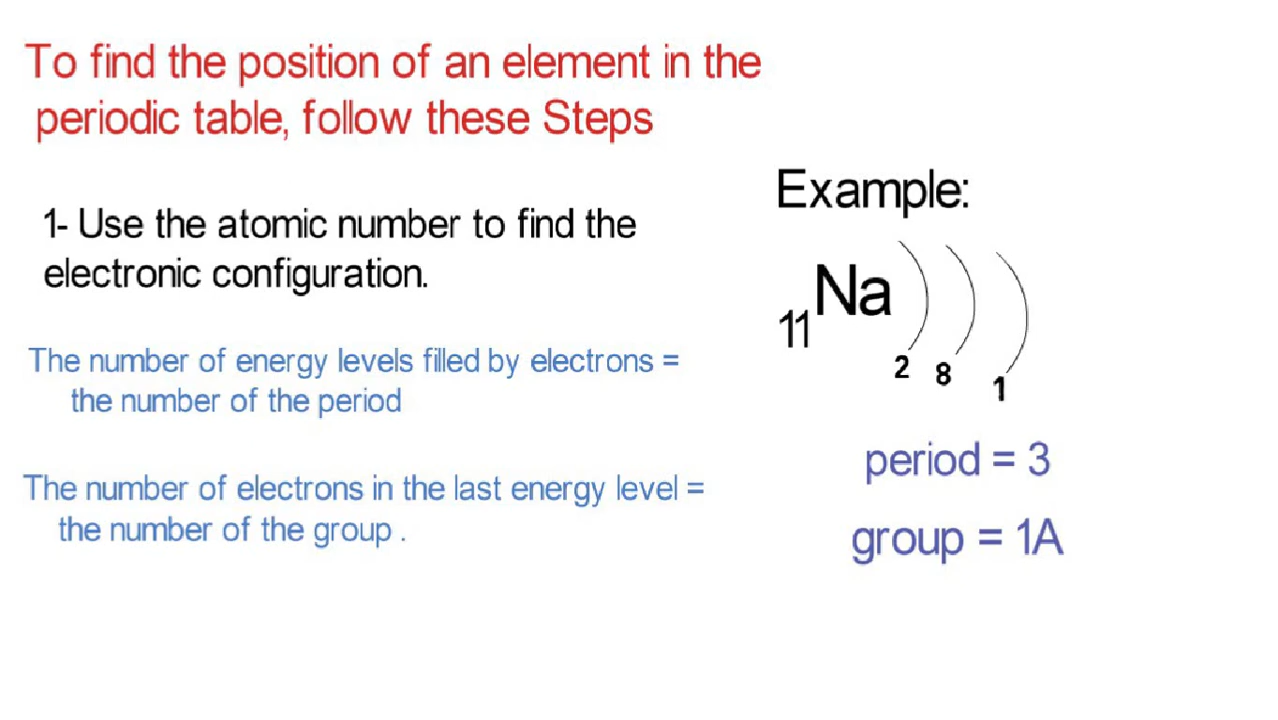 To find the position of an element in the
periodic table, follow these Steps
1- Use the atomic number to find the
electronic configuration.
The number of energy levels filled by electrons =
the number of the period
The number of electrons in the last energy level =
the number of the group .
Example:
11Na
2 8 1
period = 3
group = 1A